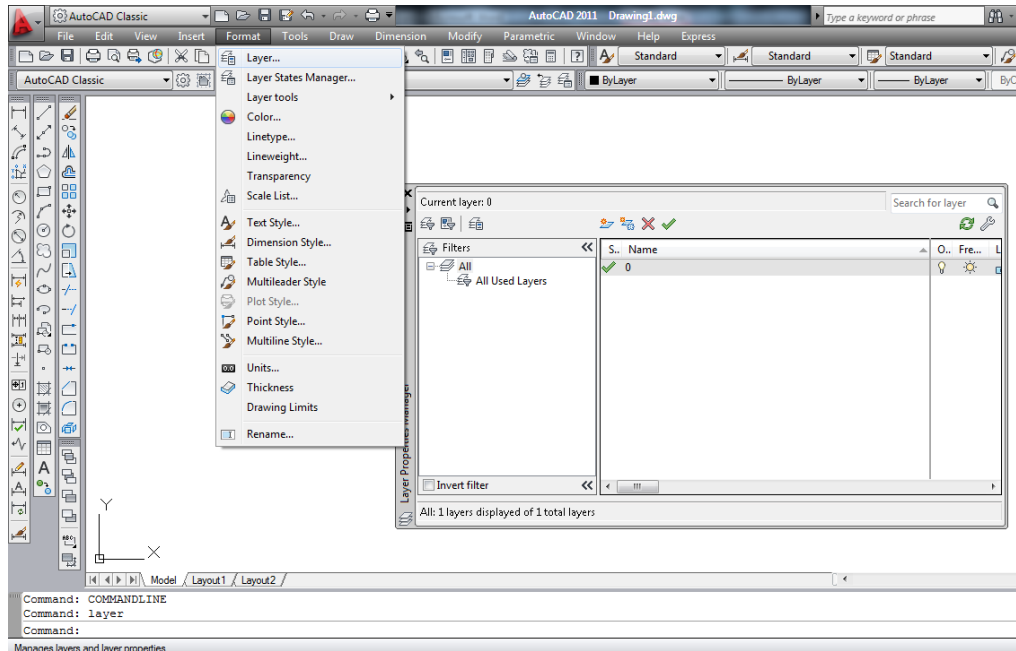 AutoCAD Classic
AutoCAD 2011 Drawing1.dwg
Type a keyword or phrase
File Edit View Insert Format Tools Draw Dimension Modify Parametric Window Help Express
Standard Standard Standard
AutoCAD Classic
ByLayer ByLayer ByLayer
Layer...
Layer States Manager...
Layer tools
Color...
Linetype...
Lineweight...
Transparency
Scale List...
Text Style...
Dimension Style...
Table Style...
Multileader Style
Plot Style...
Point Style...
Multiline Style...
Units...
Thickness
Drawing Limits
Rename...
Current layer: 0
Search for layer
Filters
All
All Used Layers
S.. Name O.. Fre... L
0
Invert filter
All: 1 layers displayed of 1 total layers
Layer Properties Manager
Y
X
Model Layout1 Layout2
Command: COMMANDLINE
Command: layer
Command:
Manages layers and layer properties